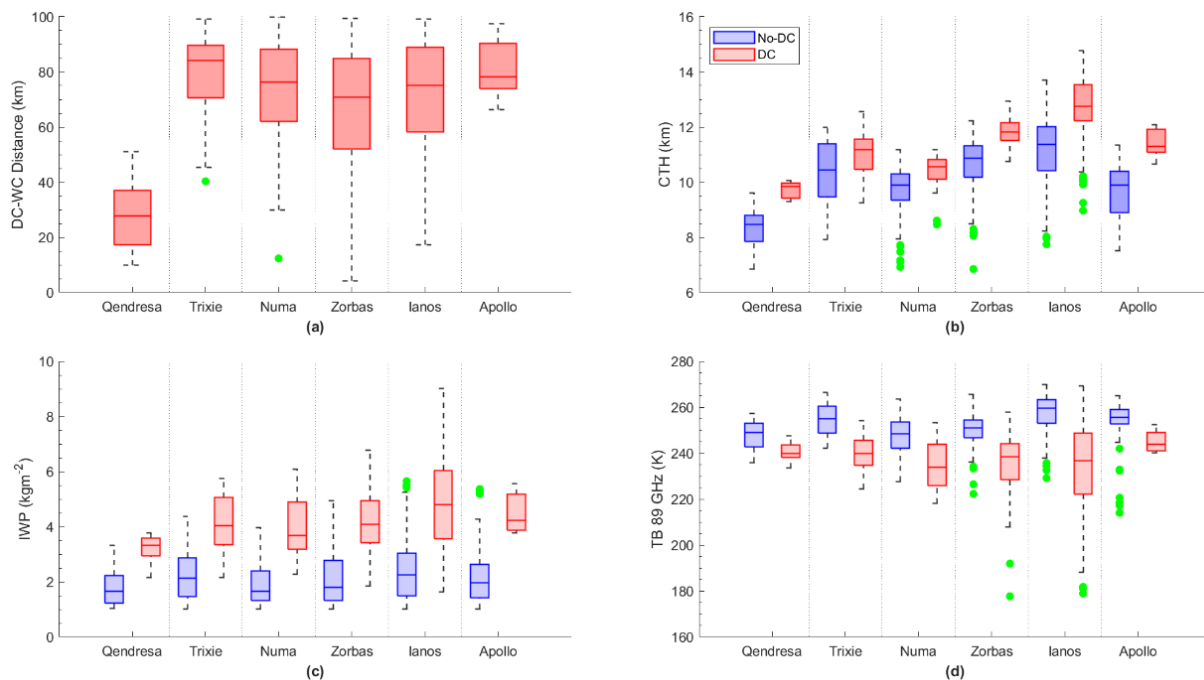 100
80
60
40
20
0
DC-WC Distance (km)
Qendresa Trixie Numa Zorbas Ianos Apollo
(a)
16
14
12
10
8
6
CTH (km)
No-DC
DC
Qendresa Trixie Numa Zorbas Ianos Apollo
(b)
10
8
6
4
2
0
IWP (kgm-2)
Qendresa Trixie Numa Zorbas Ianos Apollo
(c)
280
260
240
220
200
180
160
TB 89 GHz (K)
Qendresa Trixie Numa Zorbas Ianos Apollo
(d)